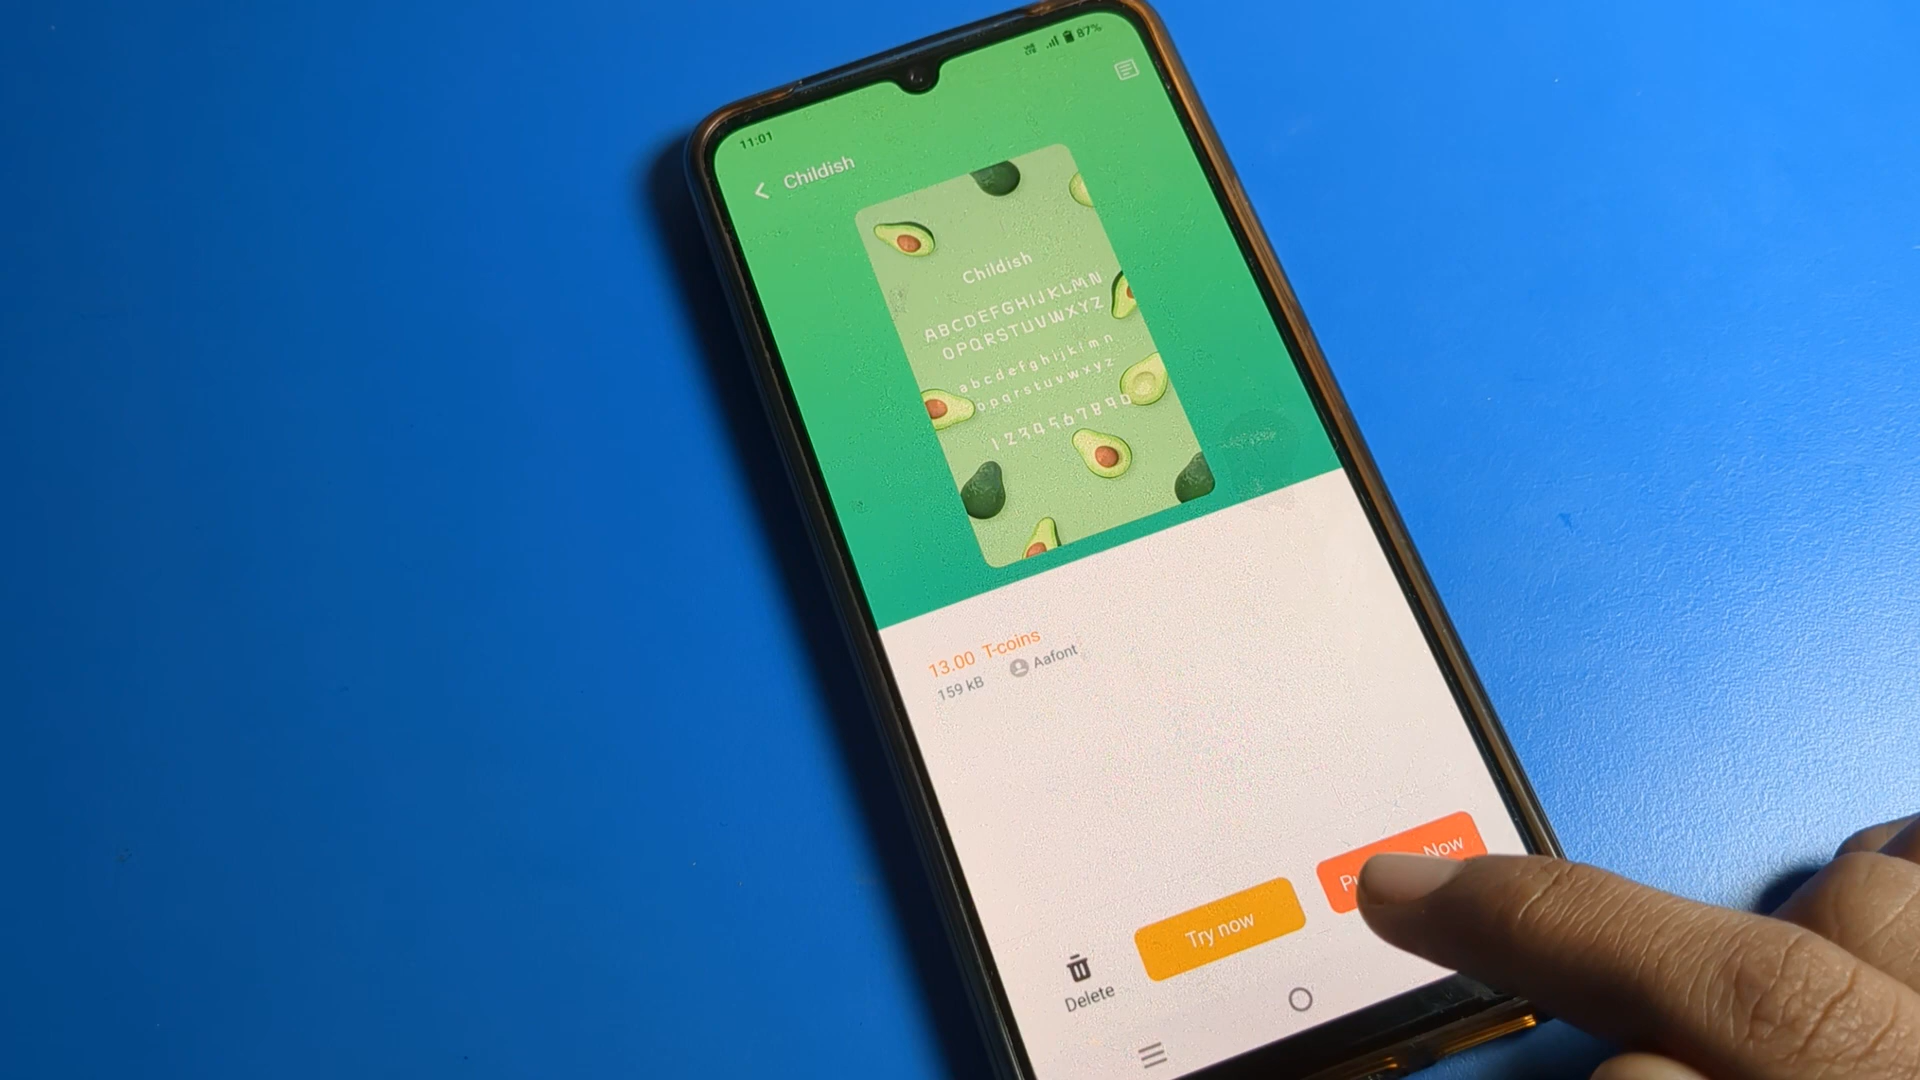 11:01
87%
Childish
Childish
ABCDEFGHIJKLMN
OPQRSTUVWXYZ
abcdefghijklmn
opqrstuvwxyz
1234567890
13.00 T-coins
159 kB Aafont
Now
Try now
Delete